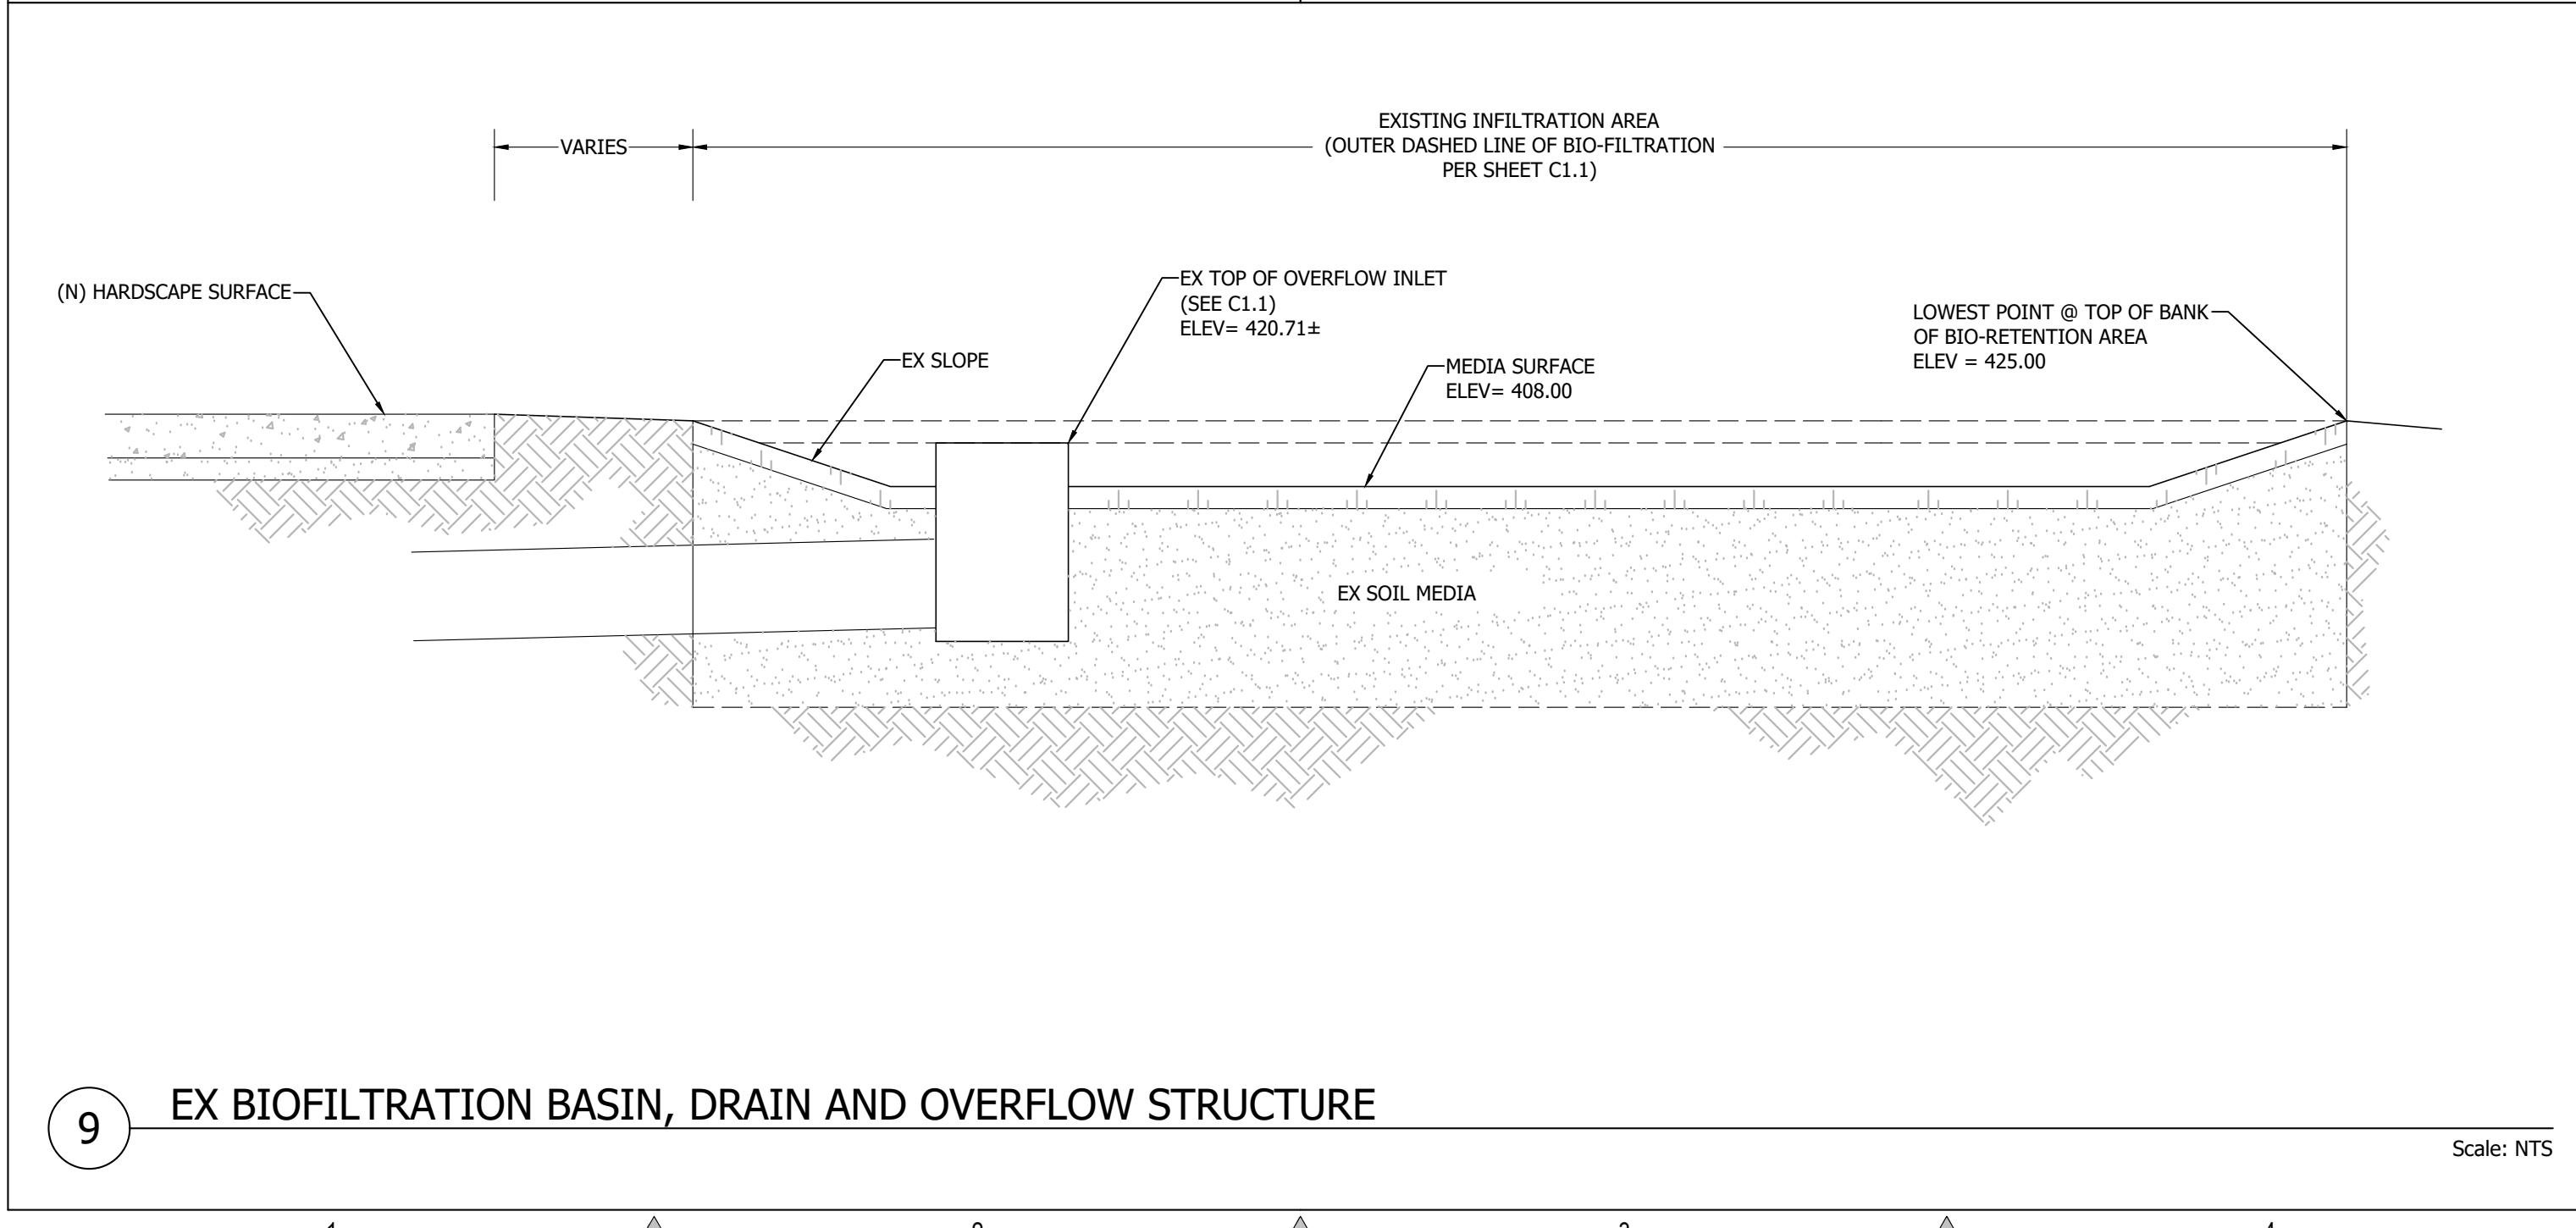 EXISTING INFILTRATION AREA
(OUTER DASHED LINE OF BIO-FILTRATION
PER SHEET C1.1)
VARIES
(N) HARDSCAPE SURFACE
EX TOP OF OVERFLOW INLET
(SEE C1.1)
ELEV= 420.71±
EX SLOPE
MEDIA SURFACE
ELEV= 408.00
LOWEST POINT @ TOP OF BANK
OF BIO-RETENTION AREA
ELEV = 425.00
EX SOIL MEDIA
9
EX BIOFILTRATION BASIN, DRAIN AND OVERFLOW STRUCTURE
Scale: NTS